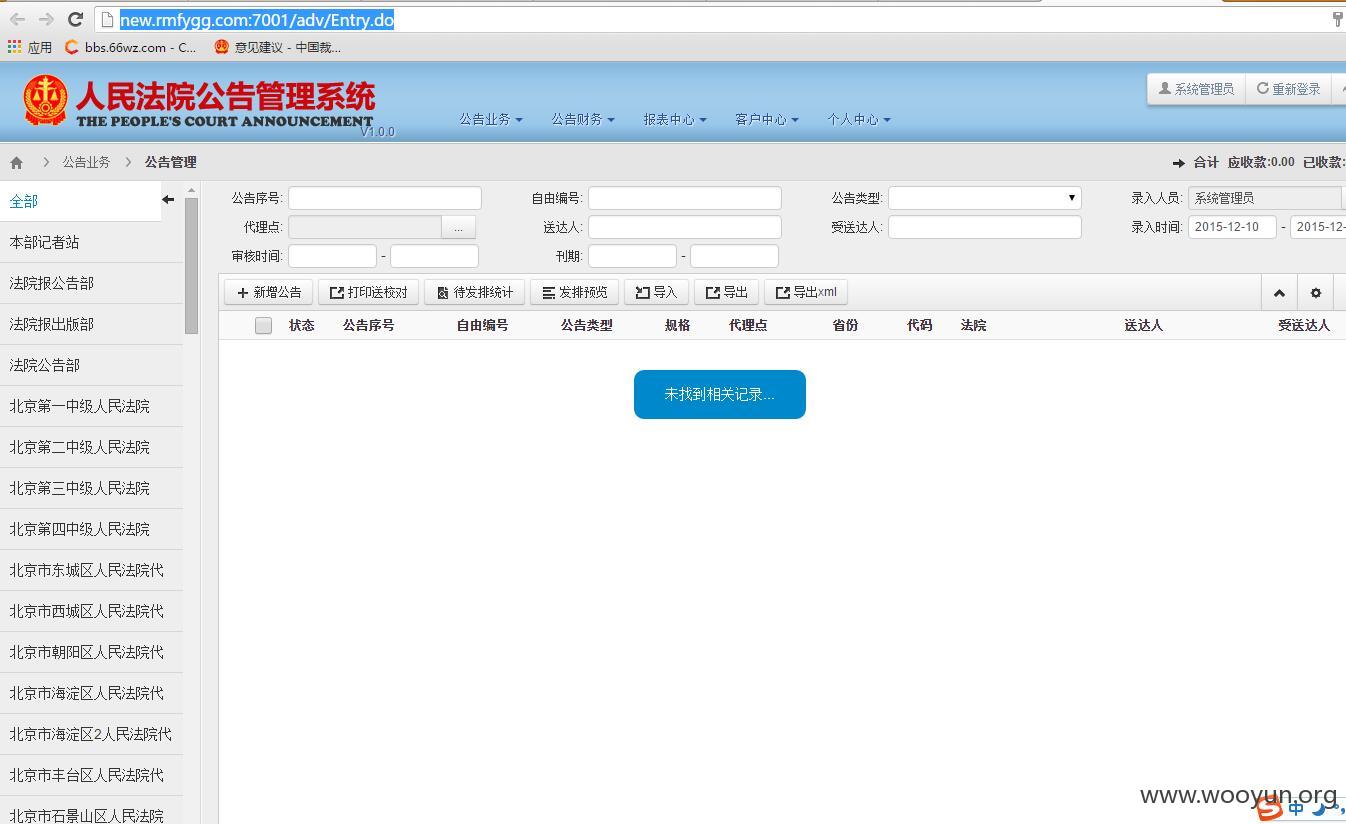 new.rmfygg.com:7001/adv/Entry.do
应用 bbs.66wz.com - C... 意见建议 - 中国裁...
人民法院公告管理系统
THE PEOPLE'S COURT ANNOUNCEMENT
V1.0.0
公告业务 公告财务 报表中心 客户中心 个人中心
系统管理员 重新登录
公告业务 公告管理
合计 应收款:0.00 已收款:
公告序号: 自由编号: 公告类型: 录入人员: 系统管理员
代理点: ... 送达人: 受送达人: 录入时间: 2015-12-10 - 2015-12-
审核时间: - 刊期: -
新增公告 打印送校对 待发排统计 发排预览 导入 导出 导出xml
状态 公告序号 自由编号 公告类型 规格 代理点 省份 代码 法院 送达人 受送达人
未找到相关记录...
全部
本部记者站
法院报公告部
法院报出版部
法院公告部
北京第一中级人民法院
北京第二中级人民法院
北京第三中级人民法院
北京第四中级人民法院
北京市东城区人民法院代
北京市西城区人民法院代
北京市朝阳区人民法院代
北京市海淀区人民法院代
北京市海淀区2人民法院代
北京市丰台区人民法院代
北京市石景山区人民法院
www.wooyun.org
中